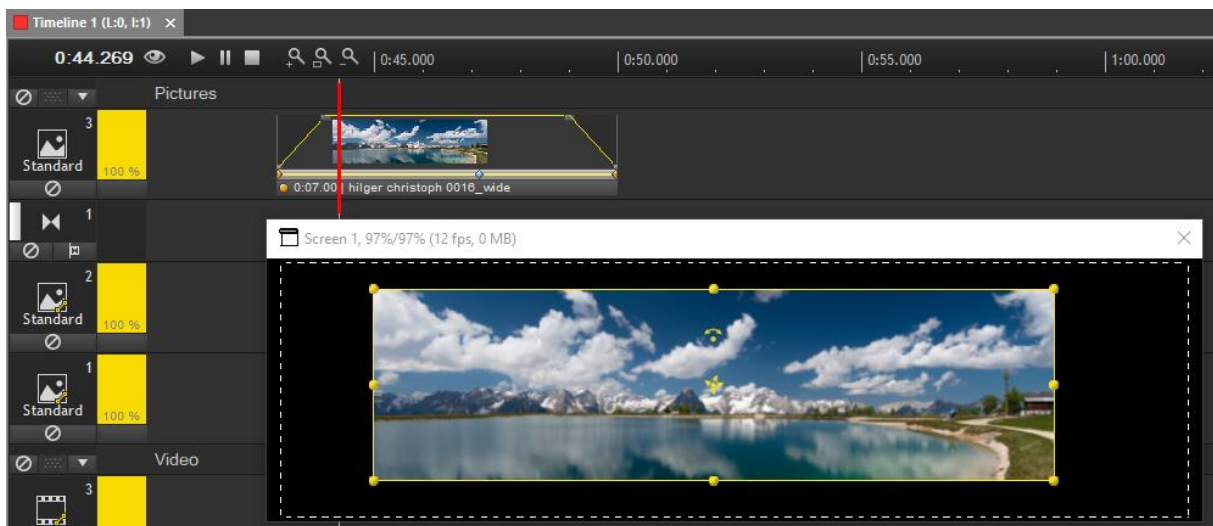 Timeline 1 (L:0, I:1)
0:44.269
0:45.000
0:50.000
0:55.000
1:00.000
Pictures
3
Standard
100 %
0:07.00 hilger christoph 0016_wide
1
Screen 1, 97%/97% (12 fps, 0 MB)
2
Standard
100 %
1
Standard
100 %
Video
3